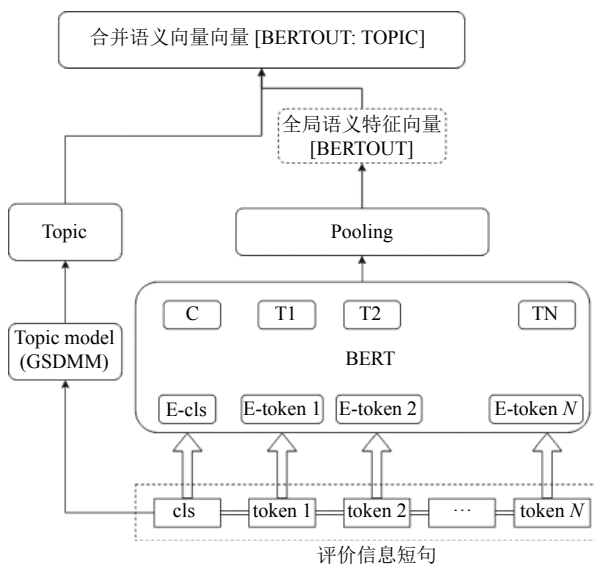 合并语义向量向量 [BERTOUT: TOPIC]
全局语义特征向量
[BERTOUT]
Topic
Pooling
C
T1
T2
TN
Topic model
(GSDMM)
BERT
E-cls
E-token 1
E-token 2
E-token N
cls
token 1
token 2
···
token N
评价信息短句